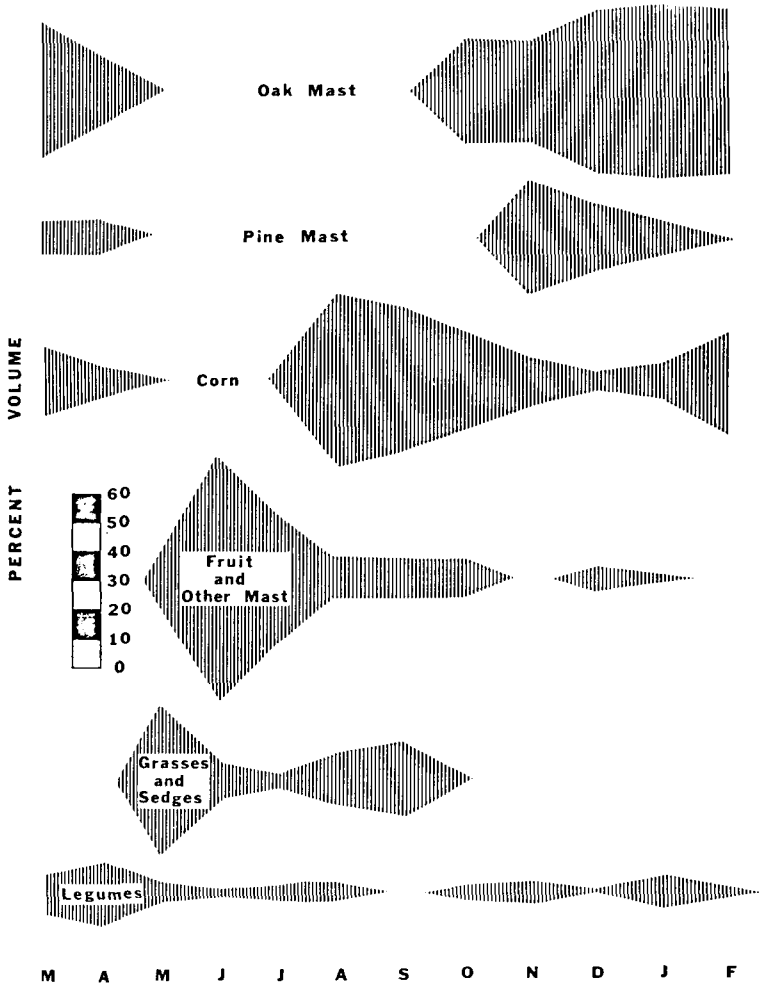 Oak Mast
Pine Mast
Corn
PERCENT VOLUME
60
50
40
30
20
10
0
Fruit
and
Other Mast
Grasses
and
Sedges
Legumes
M A M J J A S O N D J F